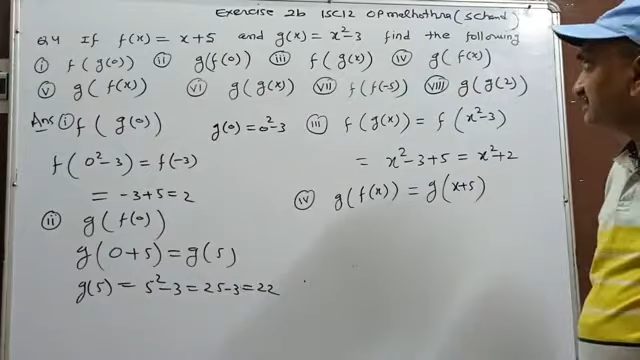 Exercise 2b ISC12 OP malhothra (S Chand)
Q4 If f(x) = x+5 and g(x) = x²-3 find the following
(i) f(g(0)) (ii) g(f(0)) (iii) f(g(x)) (iv) g(f(x))
(v) g(f(x)) (vi) g(g(x)) (vii) f(f(-5)) (viii) g(g(2))
Ans (i) f(g(0)) g(0) = 0²-3
f(0²-3) = f(-3)
= -3+5 = 2
(ii) g(f(0))
g(0+5) = g(5)
g(5) = 5²-3 = 25-3 = 22
(iii) f(g(x)) = f(x²-3)
= x²-3+5 = x²+2
(iv) g(f(x)) = g(x+5)